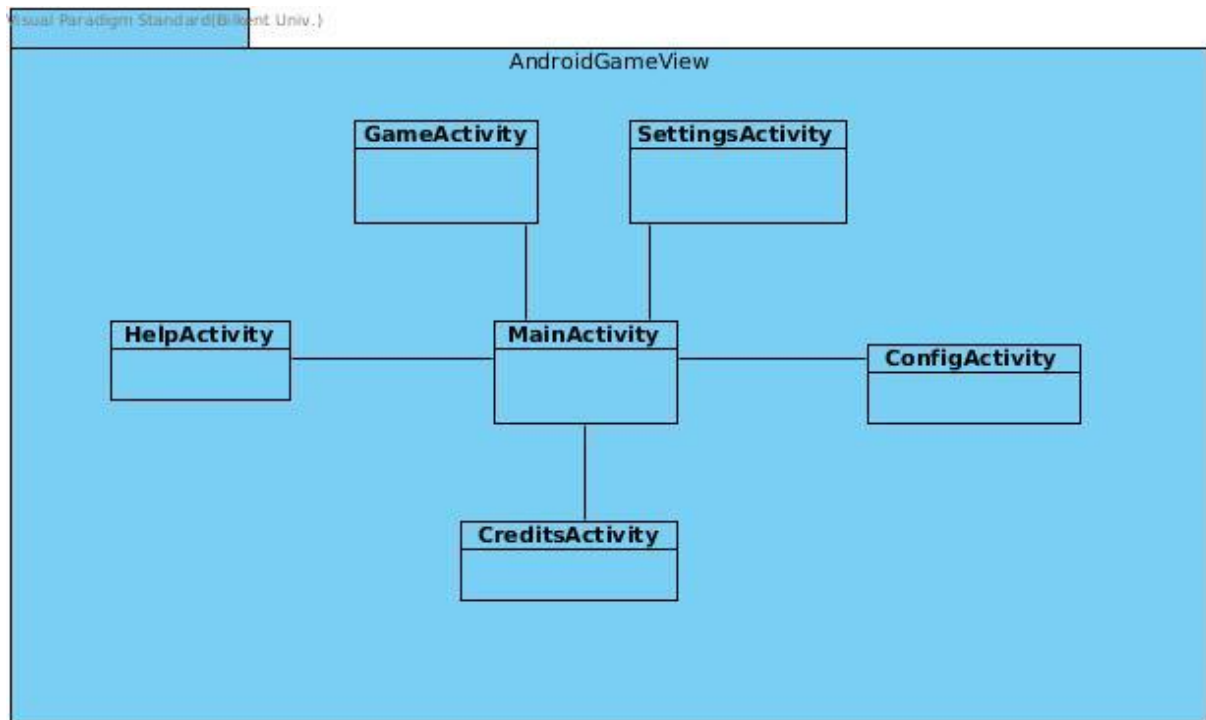 Visual Paradigm Standard(Bilkent Univ.)
AndroidGameView
GameActivity
SettingsActivity
HelpActivity
MainActivity
ConfigActivity
CreditsActivity